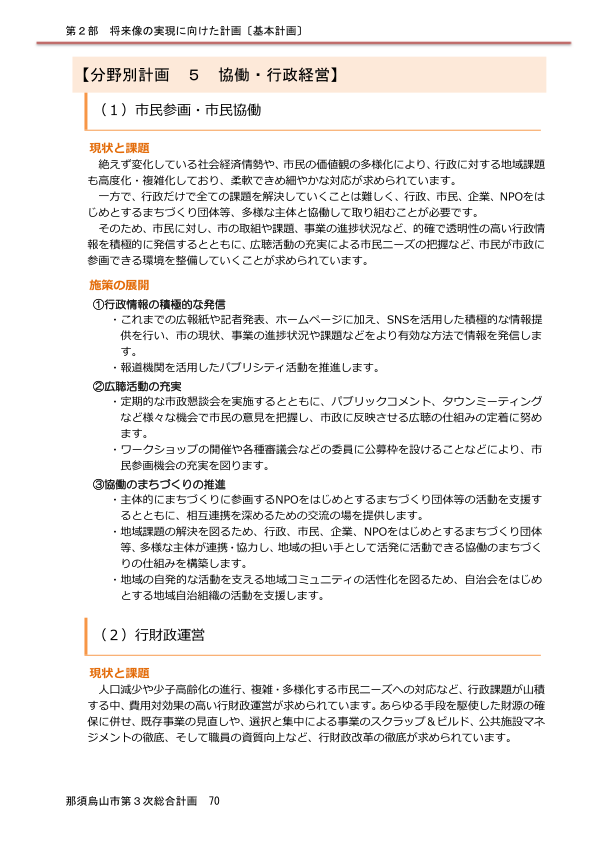 第２部　将来像の実現に向けた計画〔基本計画〕
【分野別計画　５　協働・行政経営】
（１）市民参画・市民協働
現状と課題
絶えず変化している社会経済情勢や、市民の価値観の多様化により、行政に対する地域課題
も高度化・複雑化しており、柔軟できめ細やかな対応が求められています。
一方で、行政だけで全ての課題を解決していくことは難しく、行政、市民、企業、NPOをは
じめとするまちづくり団体等、多様な主体と協働して取り組むことが必要です。
そのため、市民に対し、市の取組や課題、事業の進捗状況など、的確で透明性の高い行政情
報を積極的に発信するとともに、広聴活動の充実による市民ニーズの把握など、市民が市政に
参画できる環境を整備していくことが求められています。
施策の展開
①行政情報の積極的な発信
・これまでの広報紙や記者発表、ホームページに加え、SNSを活用した積極的な情報提
供を行い、市の現状、事業の進捗状況や課題などをより有効な方法で情報を発信しま
す。
・報道機関を活用したパブリシティ活動を推進します。
②広聴活動の充実
・定期的な市政懇談会を実施するとともに、パブリックコメント、タウンミーティング
など様々な機会で市民の意見を把握し、市政に反映させる広聴の仕組みの定着に努め
ます。
・ワークショップの開催や各種審議会などの委員に公募枠を設けることなどにより、市
民参画機会の充実を図ります。
③協働のまちづくりの推進
・主体的にまちづくりに参画するNPOをはじめとするまちづくり団体等の活動を支援す
るとともに、相互連携を深めるための交流の場を提供します。
・地域課題の解決を図るため、行政、市民、企業、NPOをはじめとするまちづくり団体
等、多様な主体が連携・協力し、地域の担い手として活発に活動できる協働のまちづく
りの仕組みを構築します。
・地域の自発的な活動を支える地域コミュニティの活性化を図るため、自治会をはじめ
とする地域自治組織の活動を支援します。
（２）行財政運営
現状と課題
人口減少や少子高齢化の進行、複雑・多様化する市民ニーズへの対応など、行政課題が山積
する中、費用対効果の高い行財政運営が求められています。あらゆる手段を駆使した財源の確
保に併せ、既存事業の見直しや、選択と集中による事業のスクラップ＆ビルド、公共施設マネ
ジメントの徹底、そして職員の資質向上など、行財政改革の徹底が求められています。
那須烏山市第３次総合計画　70